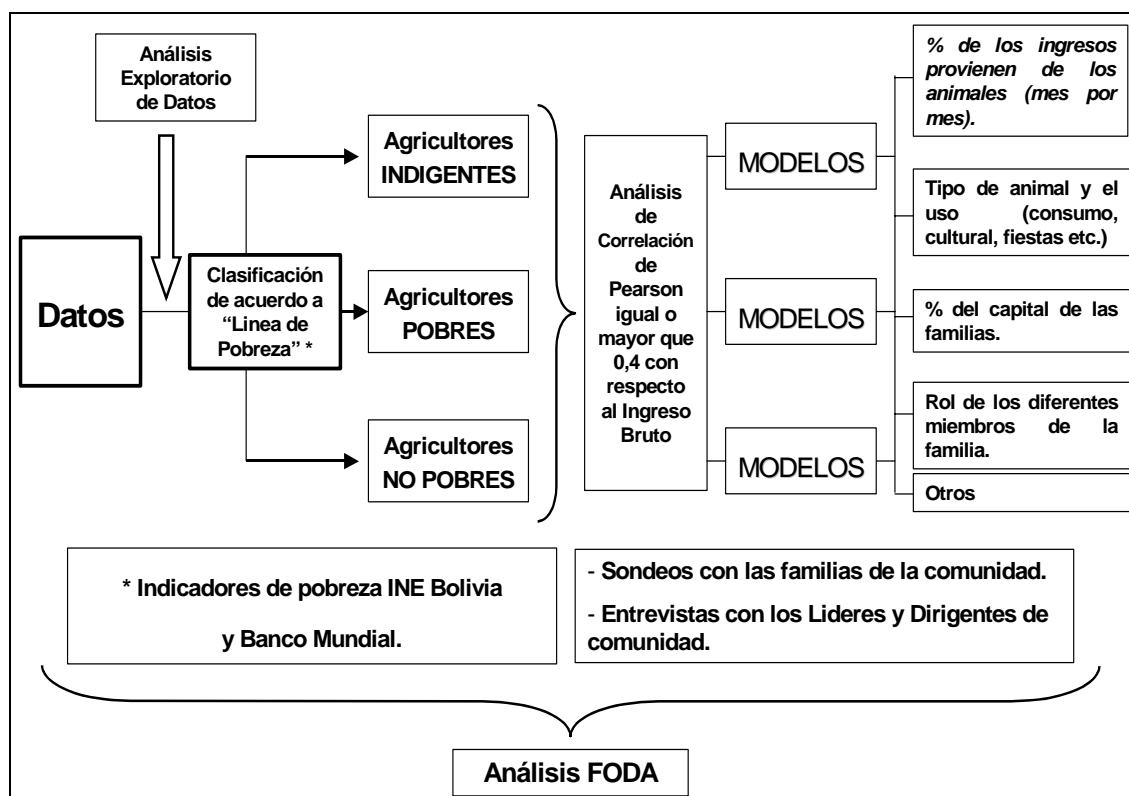 Análisis
Exploratorio
de Datos
Datos
Clasificación
de acuerdo a
“Linea de
Pobreza” *
Agricultores
INDIGENTES
Agricultores
POBRES
Agricultores
NO POBRES
Análisis
de
Correlación
de
Pearson
igual o
mayor que
0,4 con
respecto
al Ingreso
Bruto
MODELOS
MODELOS
MODELOS
% de los ingresos
provienen de los
animales (mes por
mes).
Tipo de animal y el
uso (consumo,
cultural, fiestas etc.)
% del capital de las
familias.
Rol de los diferentes
miembros de la
familia.
Otros
* Indicadores de pobreza INE Bolivia
y Banco Mundial.
- Sondeos con las familias de la comunidad.
- Entrevistas con los Lideres y Dirigentes de
comunidad.
Análisis FODA